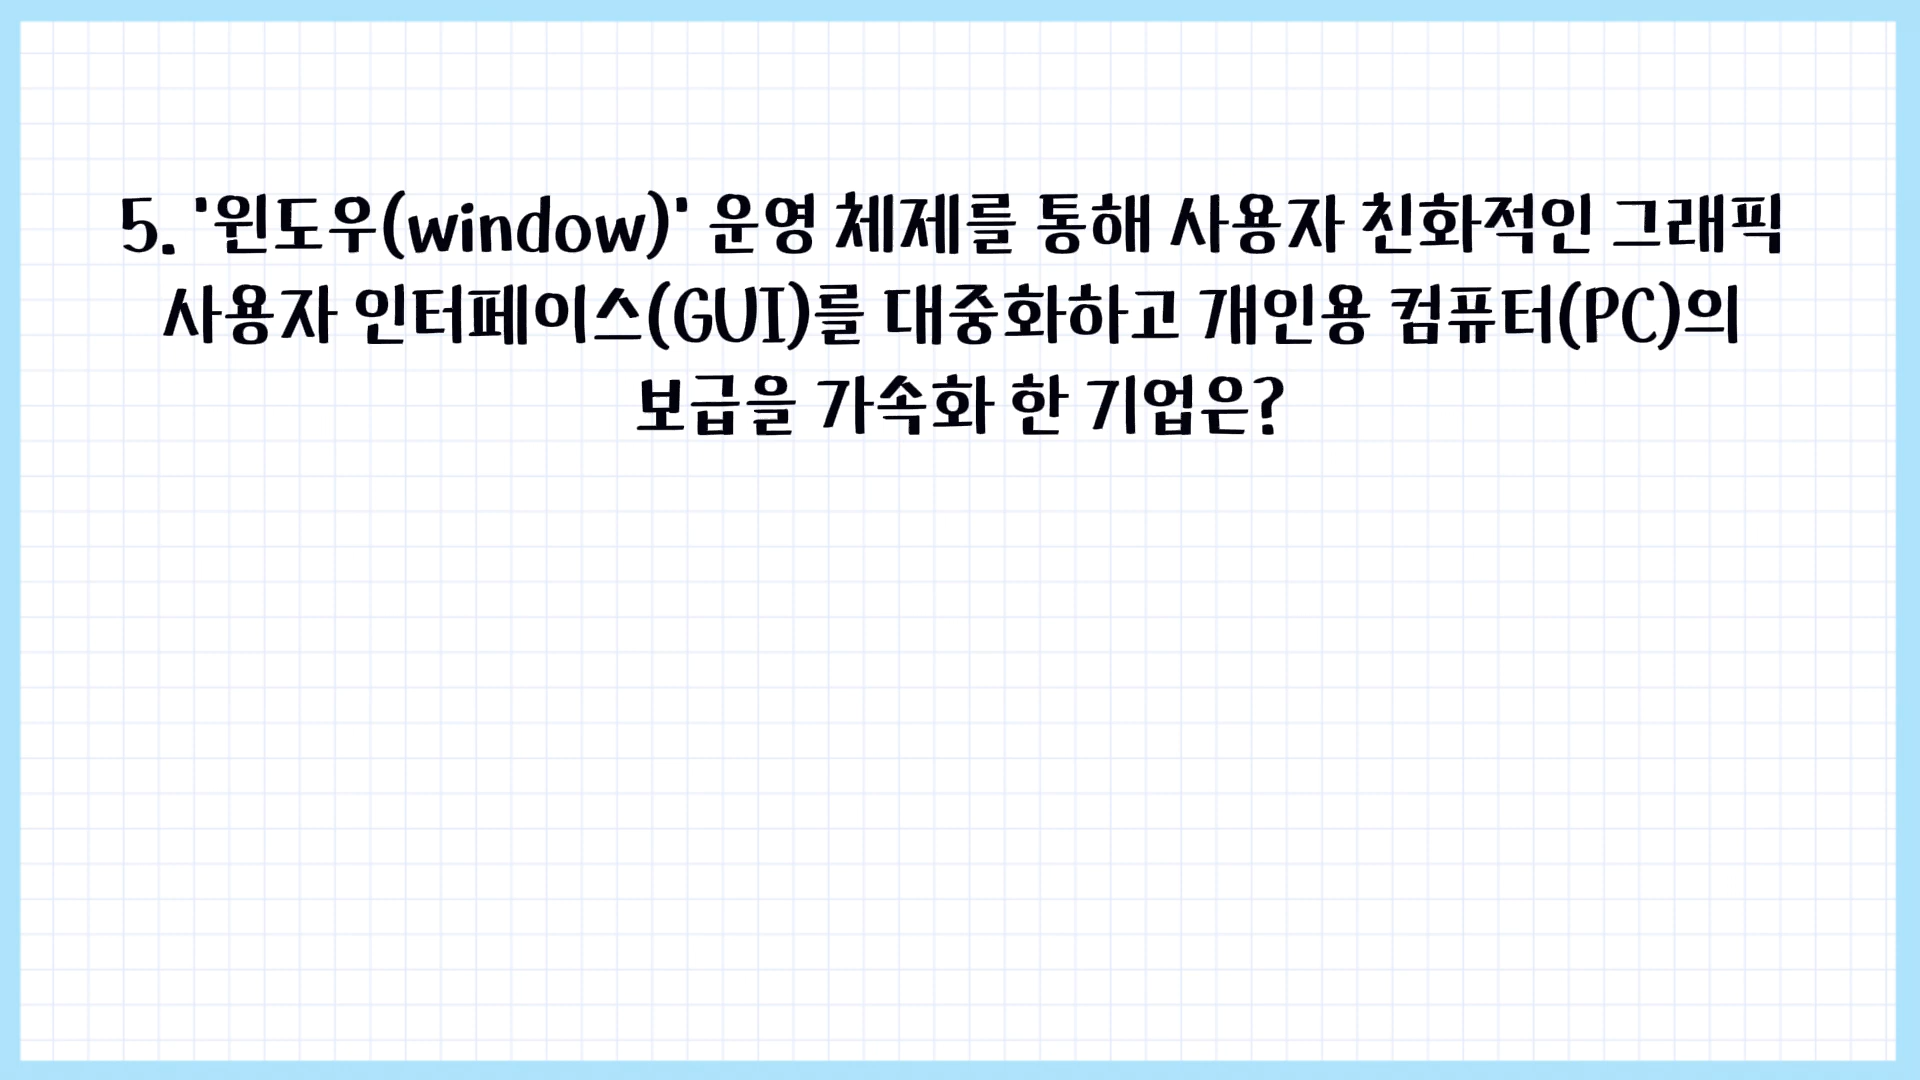 5. '윈도우(window)' 운영 체제를 통해 사용자 친화적인 그래픽
사용자 인터페이스(GUI)를 대중화하고 개인용 컴퓨터(PC)의
보급을 가속화 한 기업은?